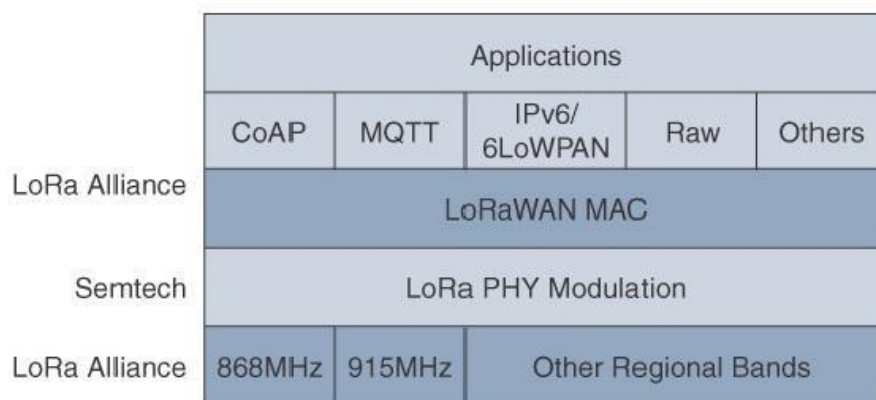 Applications
CoAP
MQTT
IPv6/
6LoWPAN
Raw
Others
LoRa Alliance
LoRaWAN MAC
Semtech
LoRa PHY Modulation
LoRa Alliance
868MHz
915MHz
Other Regional Bands